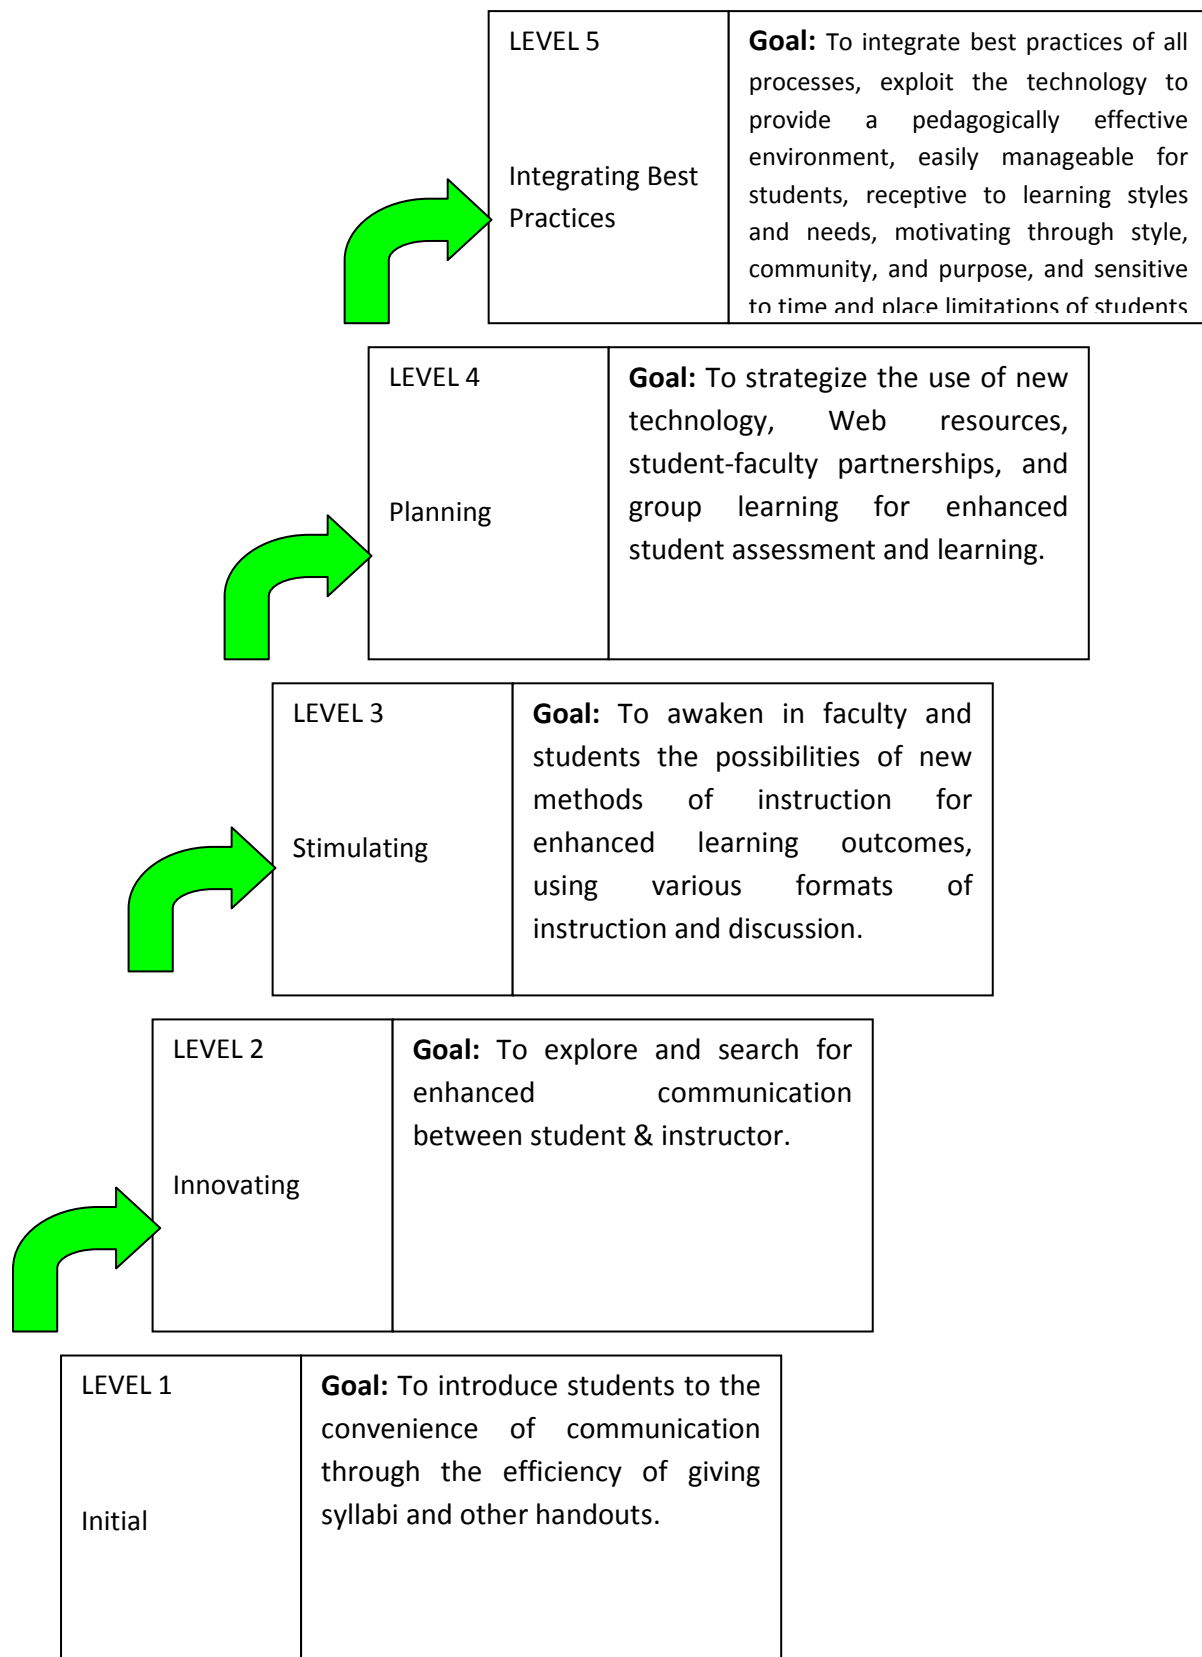 LEVEL 5
Integrating Best
Practices
Goal: To integrate best practices of all
processes, exploit the technology to
provide a pedagogically effective
environment, easily manageable for
students, receptive to learning styles
and needs, motivating through style,
community, and purpose, and sensitive
to time and place limitations of students
LEVEL 4
Planning
Goal: To strategize the use of new
technology, Web resources,
student-faculty partnerships, and
group learning for enhanced
student assessment and learning.
LEVEL 3
Stimulating
Goal: To awaken in faculty and
students the possibilities of new
methods of instruction for
enhanced learning outcomes,
using various formats of
instruction and discussion.
LEVEL 2
Innovating
Goal: To explore and search for
enhanced communication
between student & instructor.
LEVEL 1
Initial
Goal: To introduce students to the
convenience of communication
through the efficiency of giving
syllabi and other handouts.